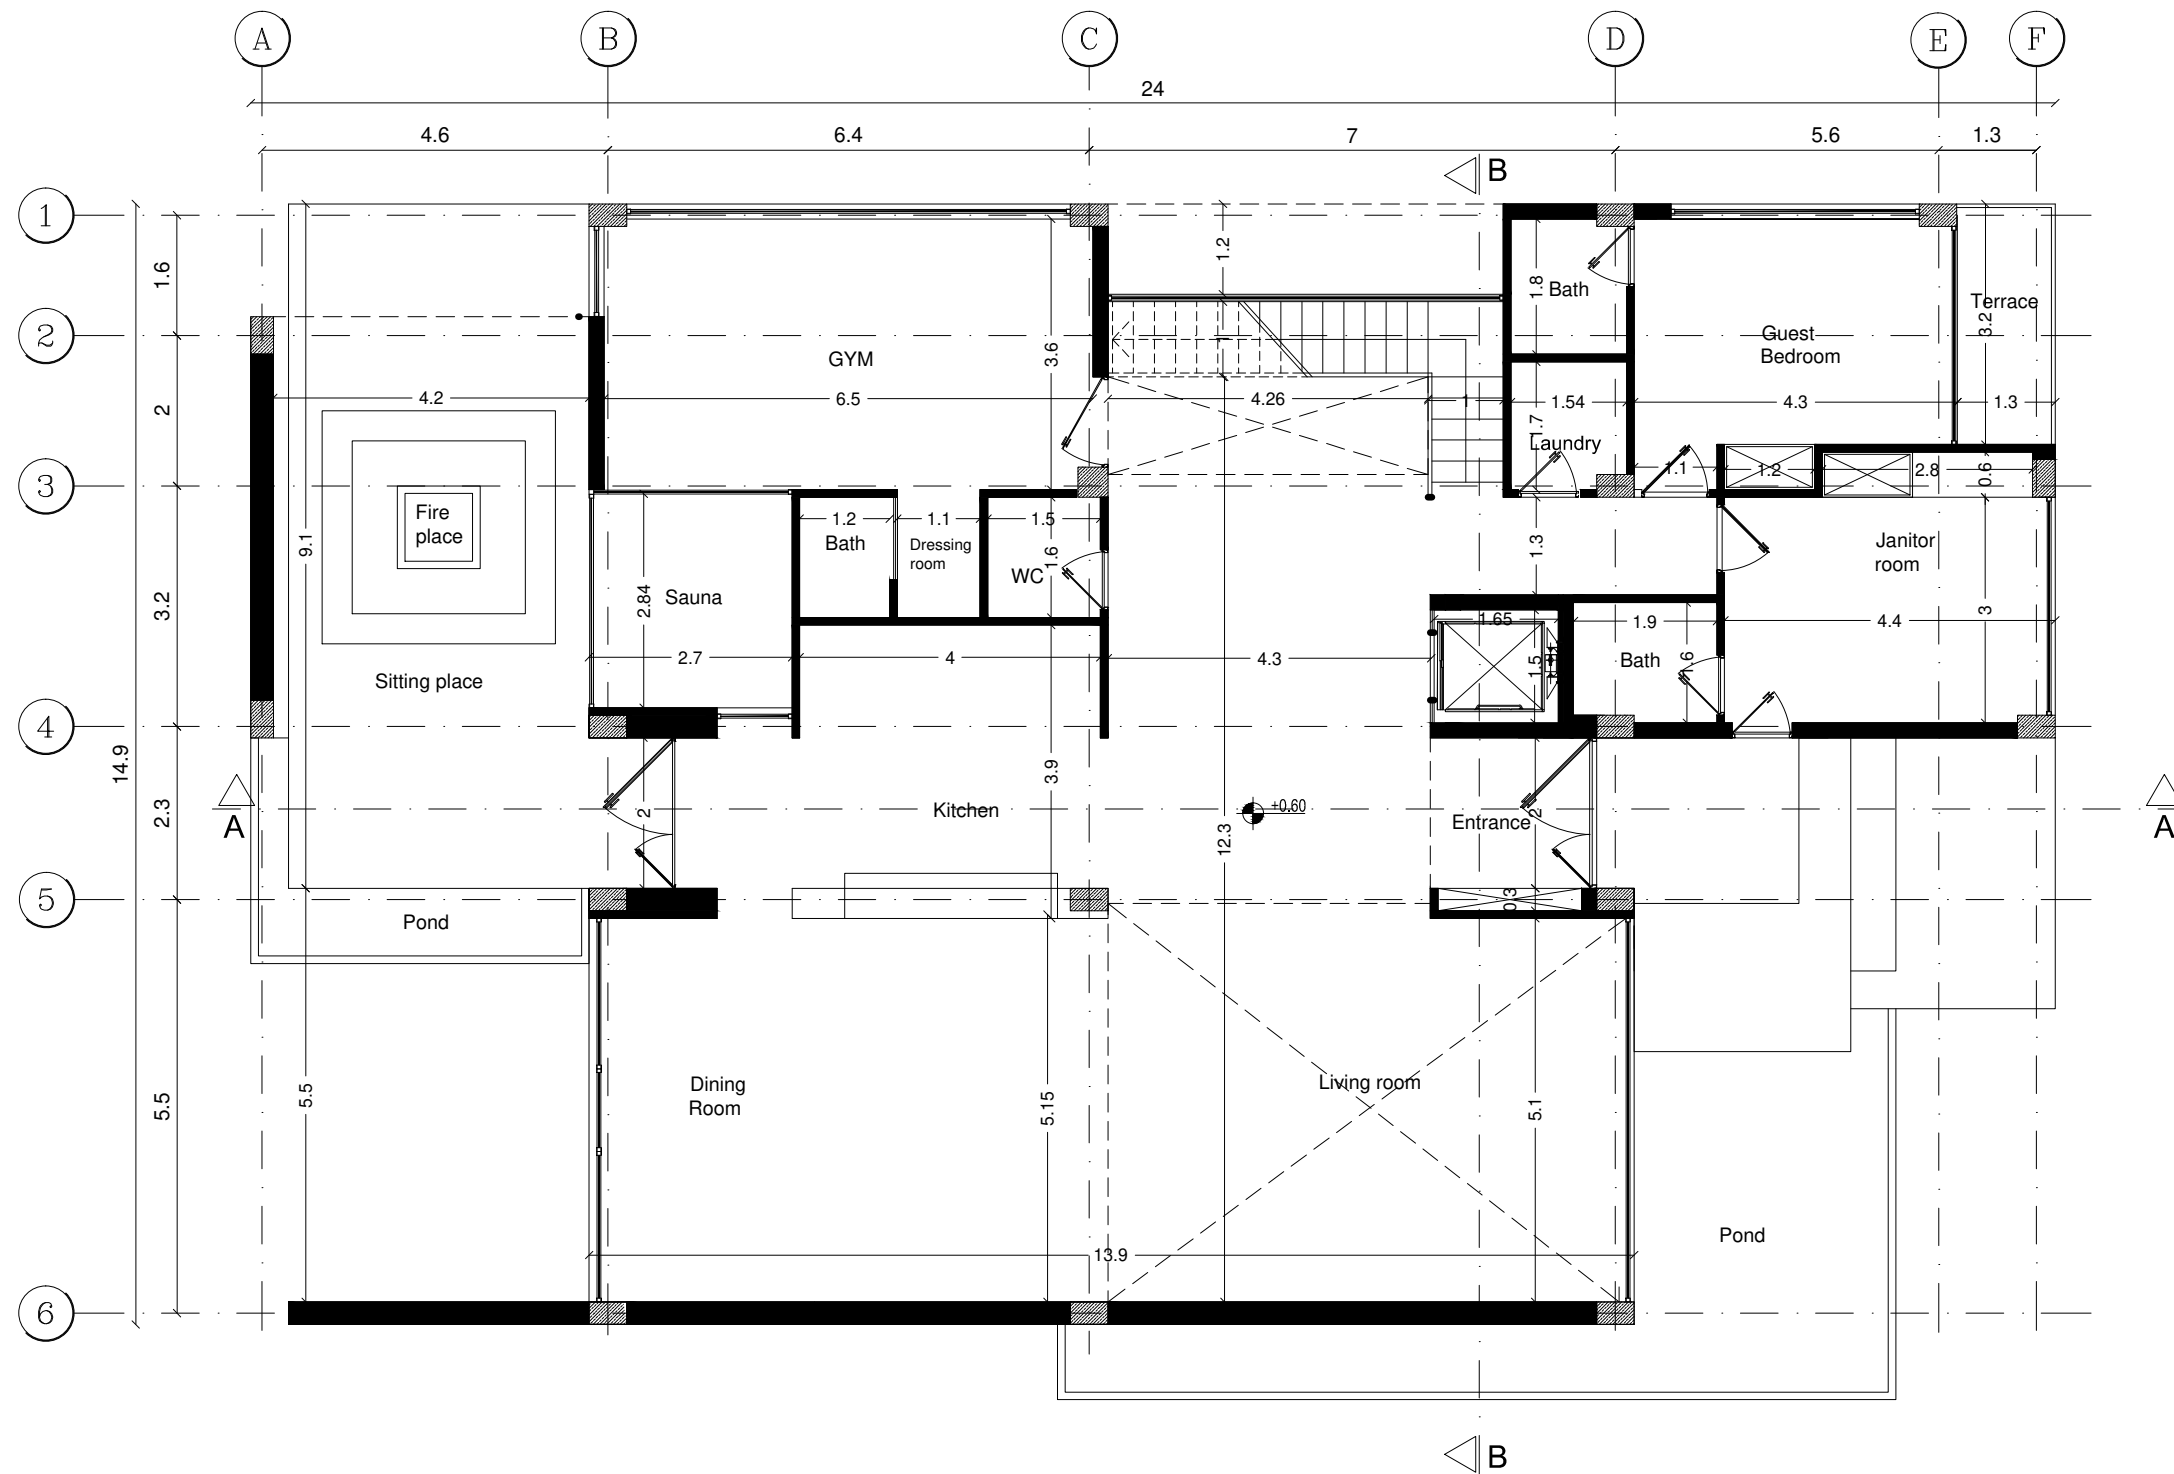 A B C D E F
24
4.6 6.4 7 5.6 1.3
B
1
1.6
1.2
1.8
Bath
Terrace
3.2
2
Guest
Bedroom
GYM
3.6
1
2
4.2
6.5
4.26
1
1.54
4.3
1.3
1.7
Laundry
3
1.1
1.2
2.8
0.6
Fire
place
9.1
1.2
1.1
1.5
Bath
Dressing
room
1.6
WC
1.3
Janitor
room
3.2
2.84
Sauna
3
1.65
1.9
4.4
2.7
4
4.3
1.5
Bath
1.6
Sitting place
4
14.9
2.3
3.9
2
Kitchen
+0.60
Entrance
2
A
A
12.3
5
Pond
0.3
5.5
5.5
Dining
Room
5.15
Living room
5.1
Pond
13.9
6
B